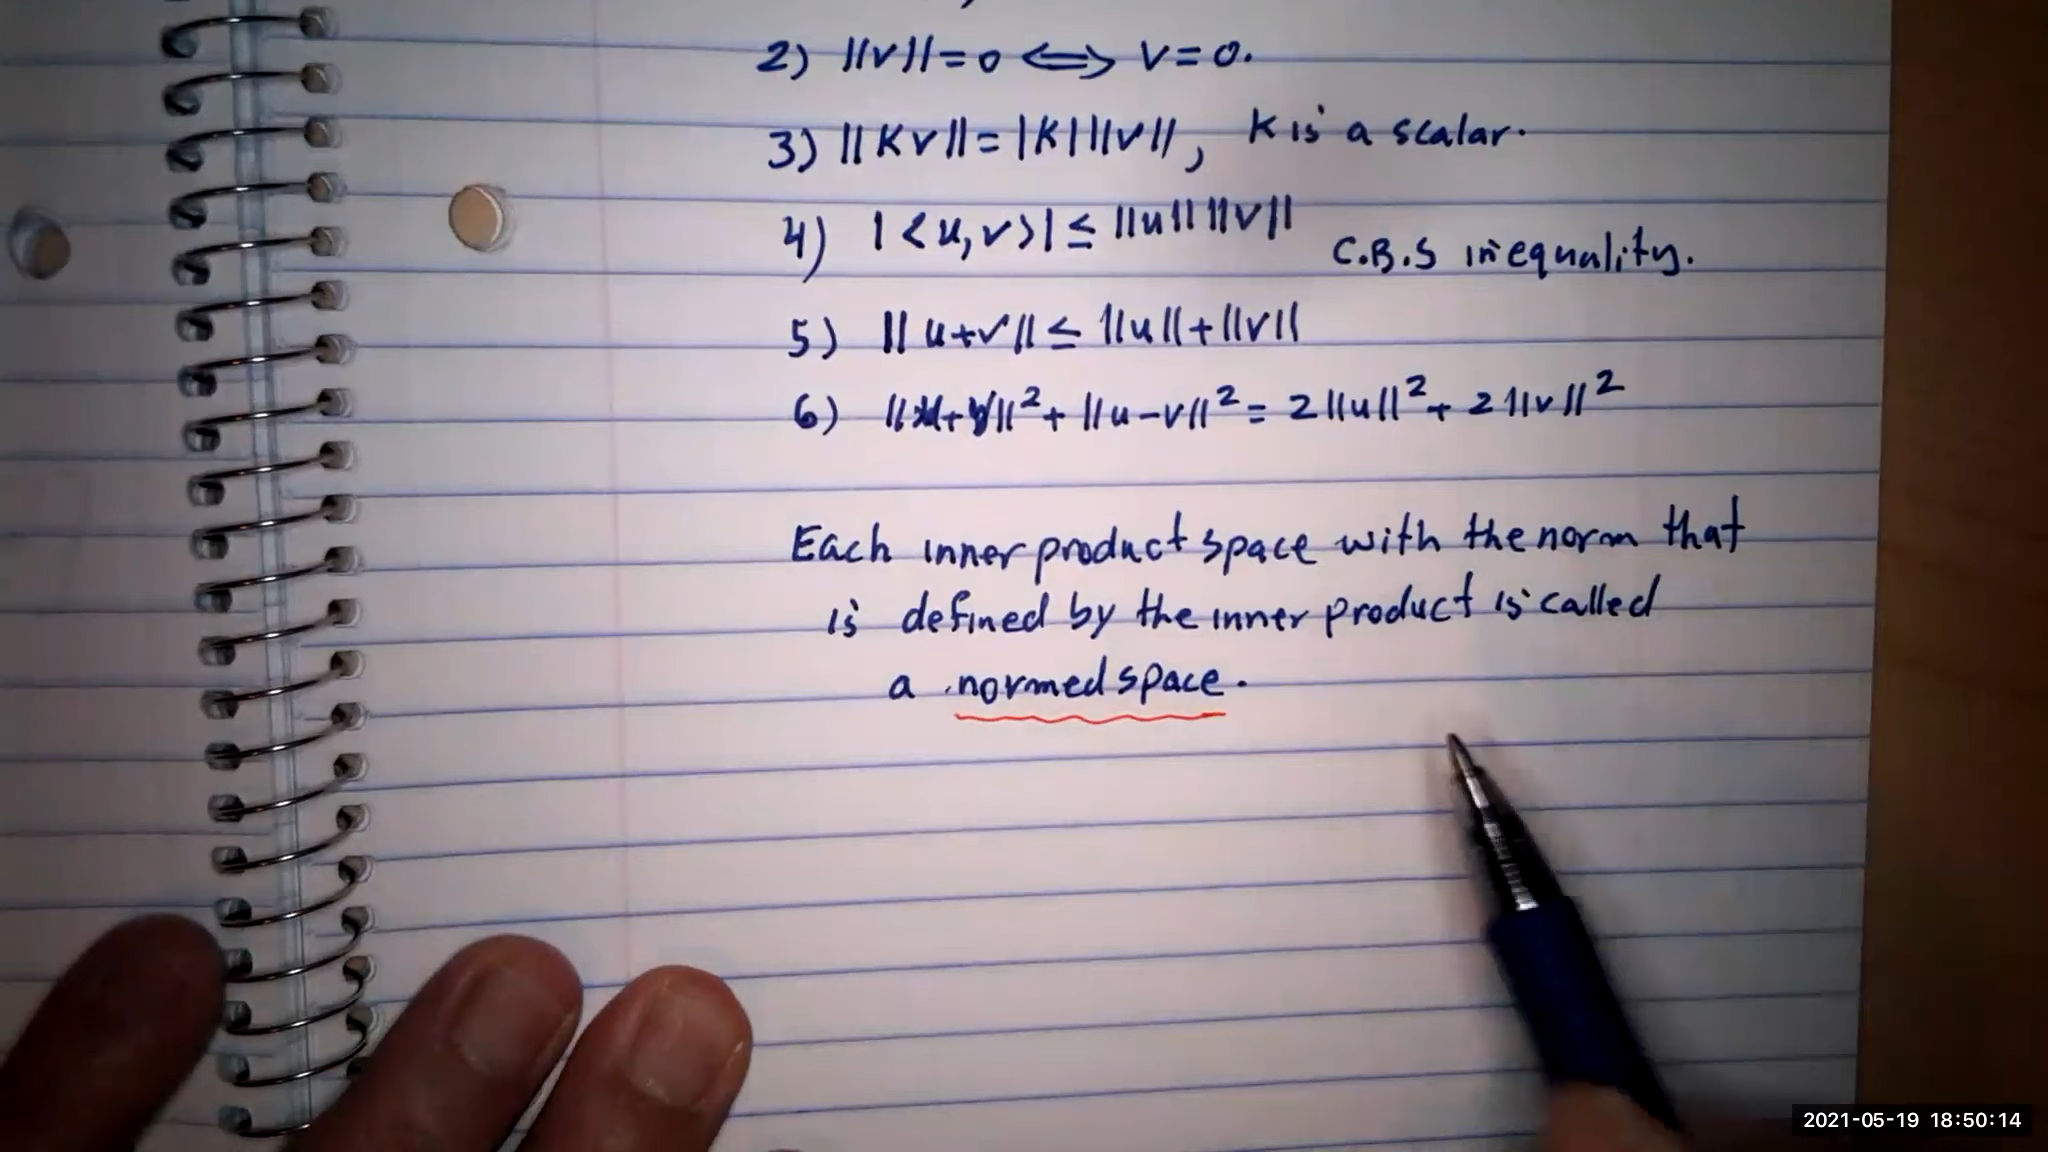 2) ||v|| = 0 ⟺ v = 0.
3) ||Kv|| = |K| ||v||, K is a scalar.
4) |<u,v>| ≤ ||u|| ||v|| C.B.S inequality.
5) ||u+v|| ≤ ||u|| + ||v||
6) ||u+v||² + ||u-v||² = 2||u||² + 2||v||²
Each inner product space with the norm that
is defined by the inner product is called
a normed space.
2021-05-19 18:50:14